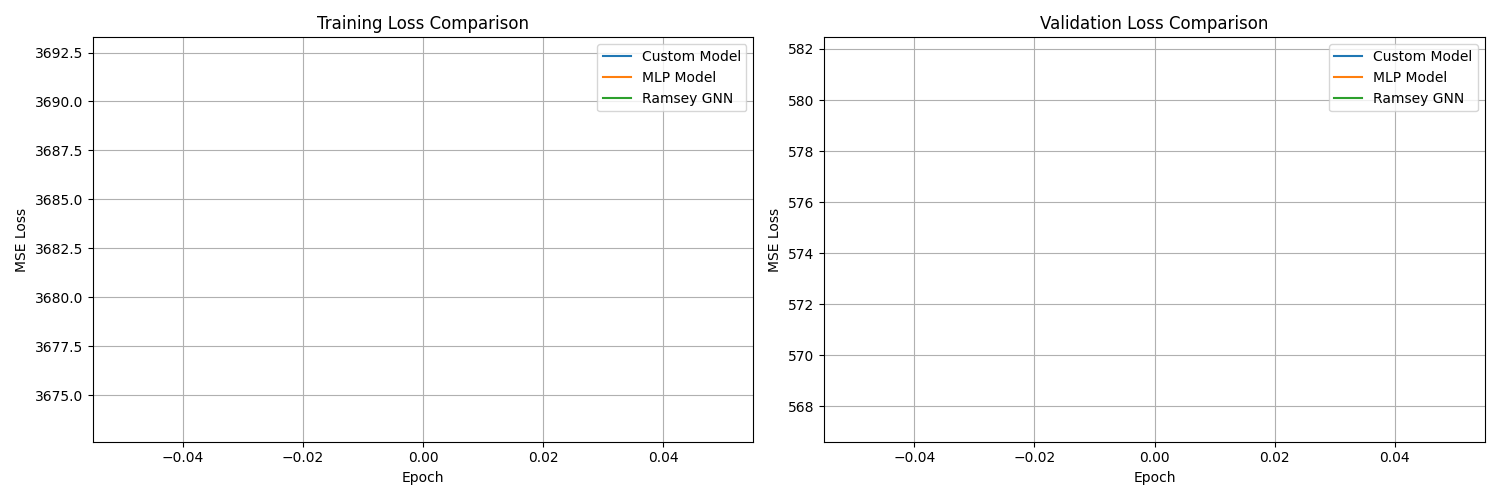 Training Loss Comparison
3692.5
3690.0
3687.5
3685.0
3682.5
3680.0
3677.5
3675.0
MSE Loss
Custom Model
MLP Model
Ramsey GNN
−0.04 −0.02 0.00 0.02 0.04
Epoch
Validation Loss Comparison
582
580
578
576
574
572
570
568
MSE Loss
Custom Model
MLP Model
Ramsey GNN
−0.04 −0.02 0.00 0.02 0.04
Epoch